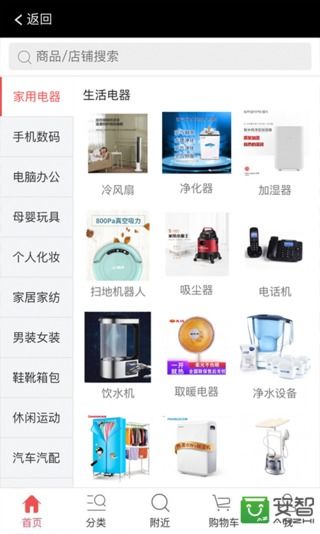 返回
商品/店铺搜索
家用电器
手机数码
电脑办公
母婴玩具
个人化妆
家居家纺
男装女装
鞋靴箱包
休闲运动
汽车汽配
生活电器
冷风扇
净化器
加湿器
800Pa真空吸力
扫地机器人
吸尘器
电话机
饮水机
取暖电器
净水设备
首页
分类
附近
购物车
我
安智
ANZHI